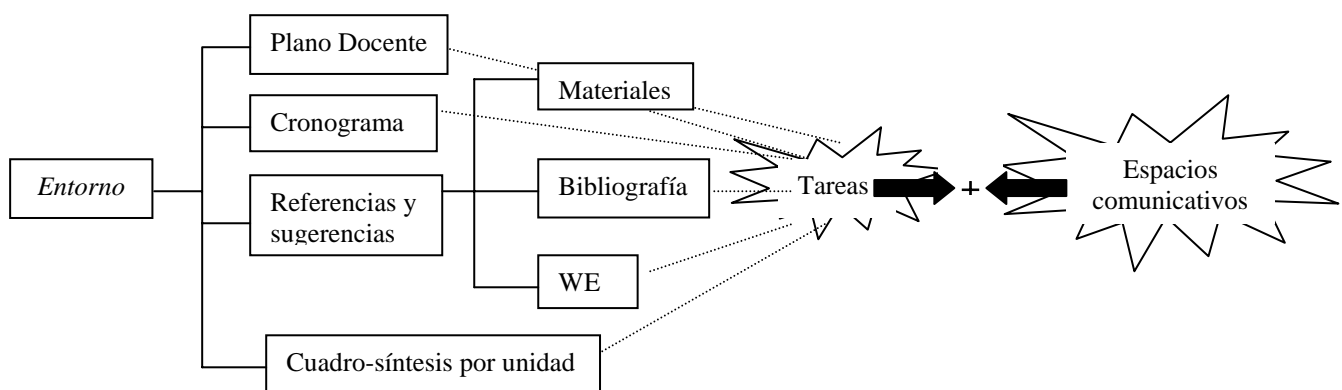 Plano Docente
Cronograma
Entorno
Referencias y
sugerencias
Cuadro-síntesis por unidad
Materiales
Bibliografía
WE
Tareas
+
Espacios
comunicativos